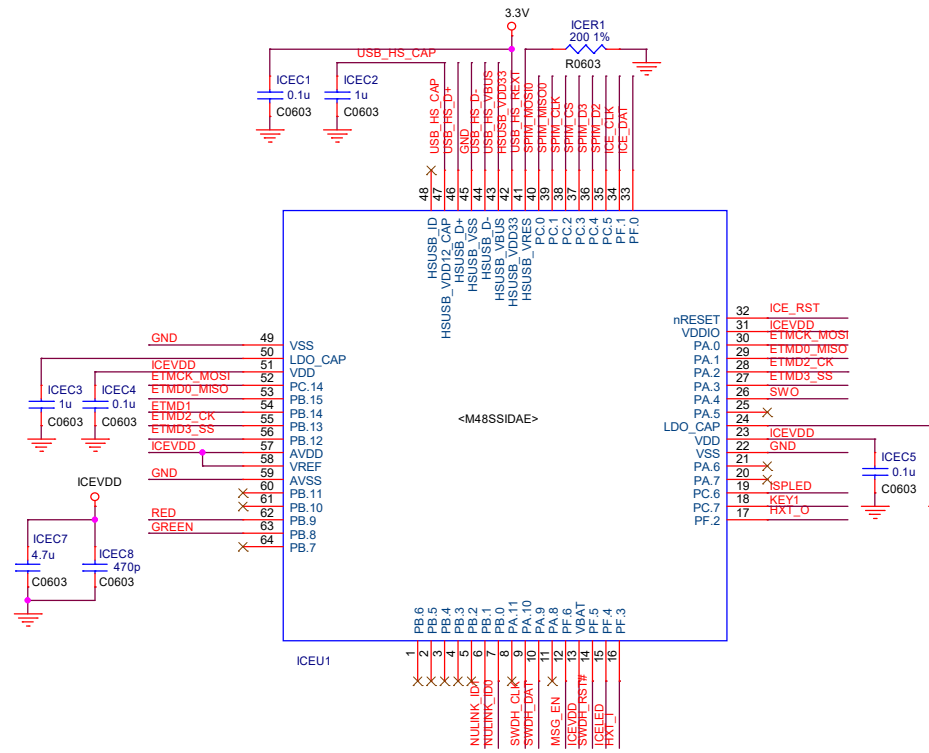 3.3V
ICER1
200 1%
R0603
USB_HS_CAP
ICEC1
0.1u
C0603
ICEC2
1u
C0603
USB_HS_CAP
USB_HS_D+
GND
USB_HS_D-
USB_HS_VBUS
HSUSB_VDD33
USB_HS_REXT
SPIM_MOSI0
SPIM_MISO0
SPIM_CLK
SPIM_CS
SPIM_D3
SPIM_D2
ICE_CLK
ICE_DAT
48
47
46
45
44
43
42
41
40
39
38
37
36
35
34
33
HSUSB_ID
HSUSB_VDD12_CAP
HSUSB_D+
HSUSB_VSS
HSUSB_D-
HSUSB_VBUS
HSUSB_VDD33
HSUSB_VRES
PC.0
PC.1
PC.2
PC.3
PC.4
PC.5
PF.1
PF.0
GND 49 VSS
50 LDO_CAP
ICEVDD 51 VDD
ETMCK_MOSI 52 PC.14
ETMD0_MISO 53 PB.15
ETMD1 54 PB.14
ETMD2_CK 55 PB.13
ETMD3_SS 56 PB.12
ICEVDD 57 AVDD
58 VREF
GND 59 AVSS
60 PB.11
61 PB.10
RED 62 PB.9
GREEN 63 PB.8
64 PB.7
ICEC3
1u
C0603
ICEC4
0.1u
C0603
ICEVDD
ICEC7
4.7u
C0603
ICEC8
470p
C0603
<M48SSIDAE>
nRESET 32 ICE_RST
VDDIO 31 ICEVDD
PA.0 30 ETMCK_MOSI
PA.1 29 ETMD0_MISO
PA.2 28 ETMD2_CK
PA.3 27 ETMD3_SS
PA.4 26 SWO
PA.5 25
LDO_CAP 24
VDD 23 ICEVDD
VSS 22 GND
PA.6 21
PA.7 20
PC.6 19 ISPLED
PC.7 18 KEY1
PF.2 17 HXT_O
ICEC5
0.1u
C0603
PB.6
PB.5
PB.4
PB.3
PB.2
PB.1
PB.0
PA.11
PA.10
PA.9
PA.8
PF.6
VBAT
PF.5
PF.4
PF.3
ICEU1
1
2
3
4
5
6
7
8
9
10
11
12
13
14
15
16
NULINK_ID1
NULINK_ID0
SWDH_CLK
SWDH_DAT
MSG_EN
ICEVDD
SWDH_RST#
ICELED
HXT_I